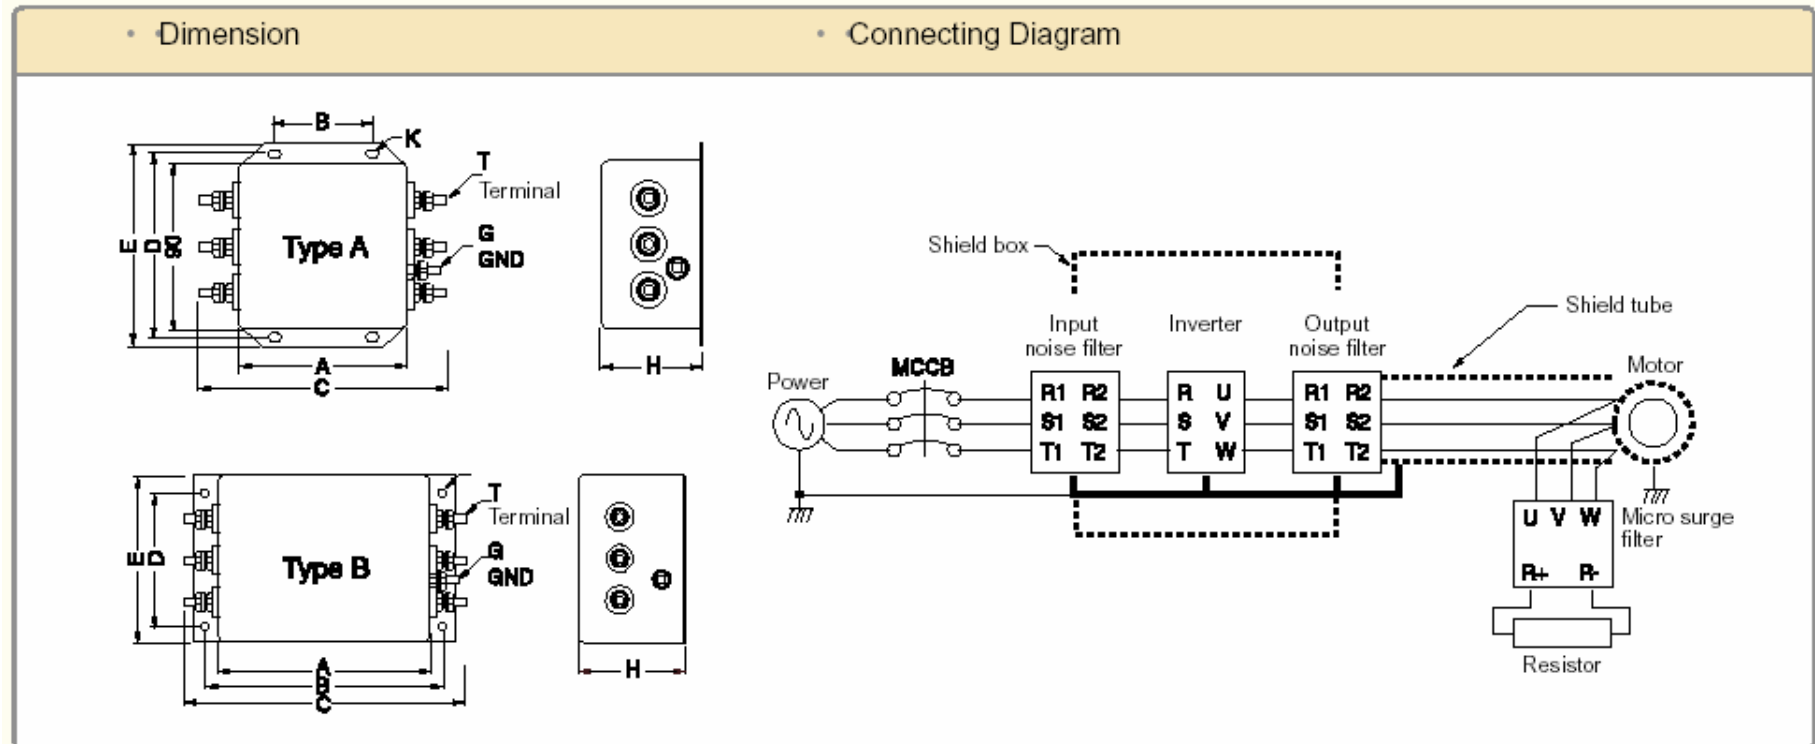 Dimension
Connecting Diagram
B
K
T
Terminal
E
D
90
Type A
G
GND
A
C
H
T
Terminal
E
D
Type B
G
GND
A
B
C
H
Shield box
Shield tube
Input
noise filter
Inverter
Output
noise filter
Motor
Power
MCCB
R1 R2
S1 S2
T1 T2
R U
S V
T W
R1 R2
S1 S2
T1 T2
U V W
R+ R-
Micro surge
filter
Resistor